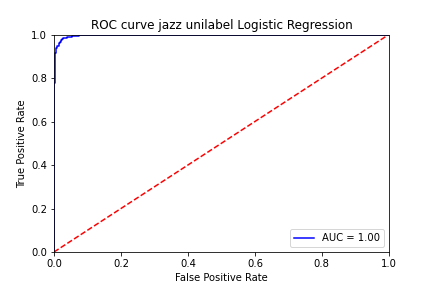 ROC curve jazz unilabel Logistic Regression
1.0
0.8
0.6
0.4
0.2
0.0
True Positive Rate
0.0 0.2 0.4 0.6 0.8 1.0
False Positive Rate
AUC = 1.00